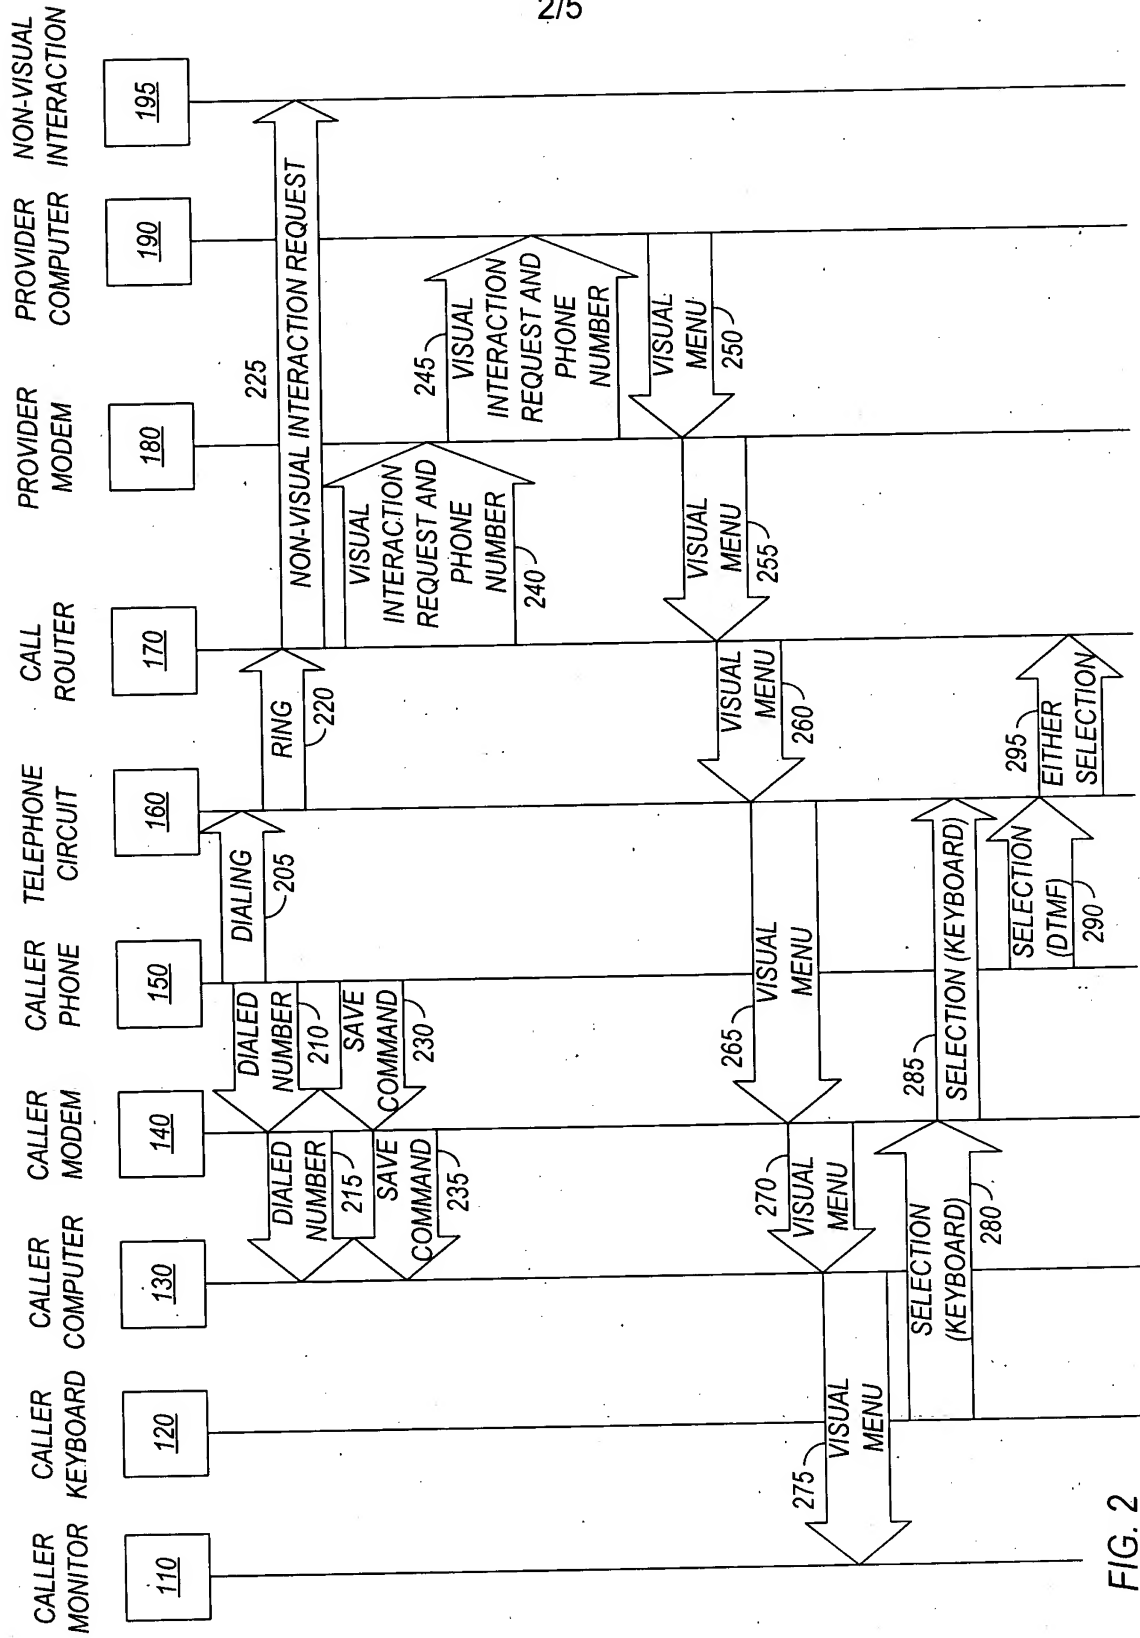 2/5
CALLER
MONITOR
110
CALLER
KEYBOARD
120
CALLER
COMPUTER
130
CALLER
MODEM
140
CALLER
PHONE
150
TELEPHONE
CIRCUIT
160
CALL
ROUTER
170
PROVIDER
MODEM
180
PROVIDER
COMPUTER
190
NON-VISUAL
INTERACTION
195
DIALING
205
DIALED
NUMBER
210
DIALED
NUMBER
215
RING
220
225
NON-VISUAL INTERACTION REQUEST
SAVE
COMMAND
230
SAVE
COMMAND
235
VISUAL
INTERACTION
REQUEST AND
PHONE
NUMBER
240
245
VISUAL
INTERACTION
REQUEST AND
PHONE
NUMBER
VISUAL
MENU
250
VISUAL
MENU
255
VISUAL
MENU
260
265
VISUAL
MENU
270
VISUAL
MENU
275
VISUAL
MENU
SELECTION
(KEYBOARD)
280
285
SELECTION (KEYBOARD)
SELECTION
(DTMF)
290
295
EITHER
SELECTION
FIG. 2